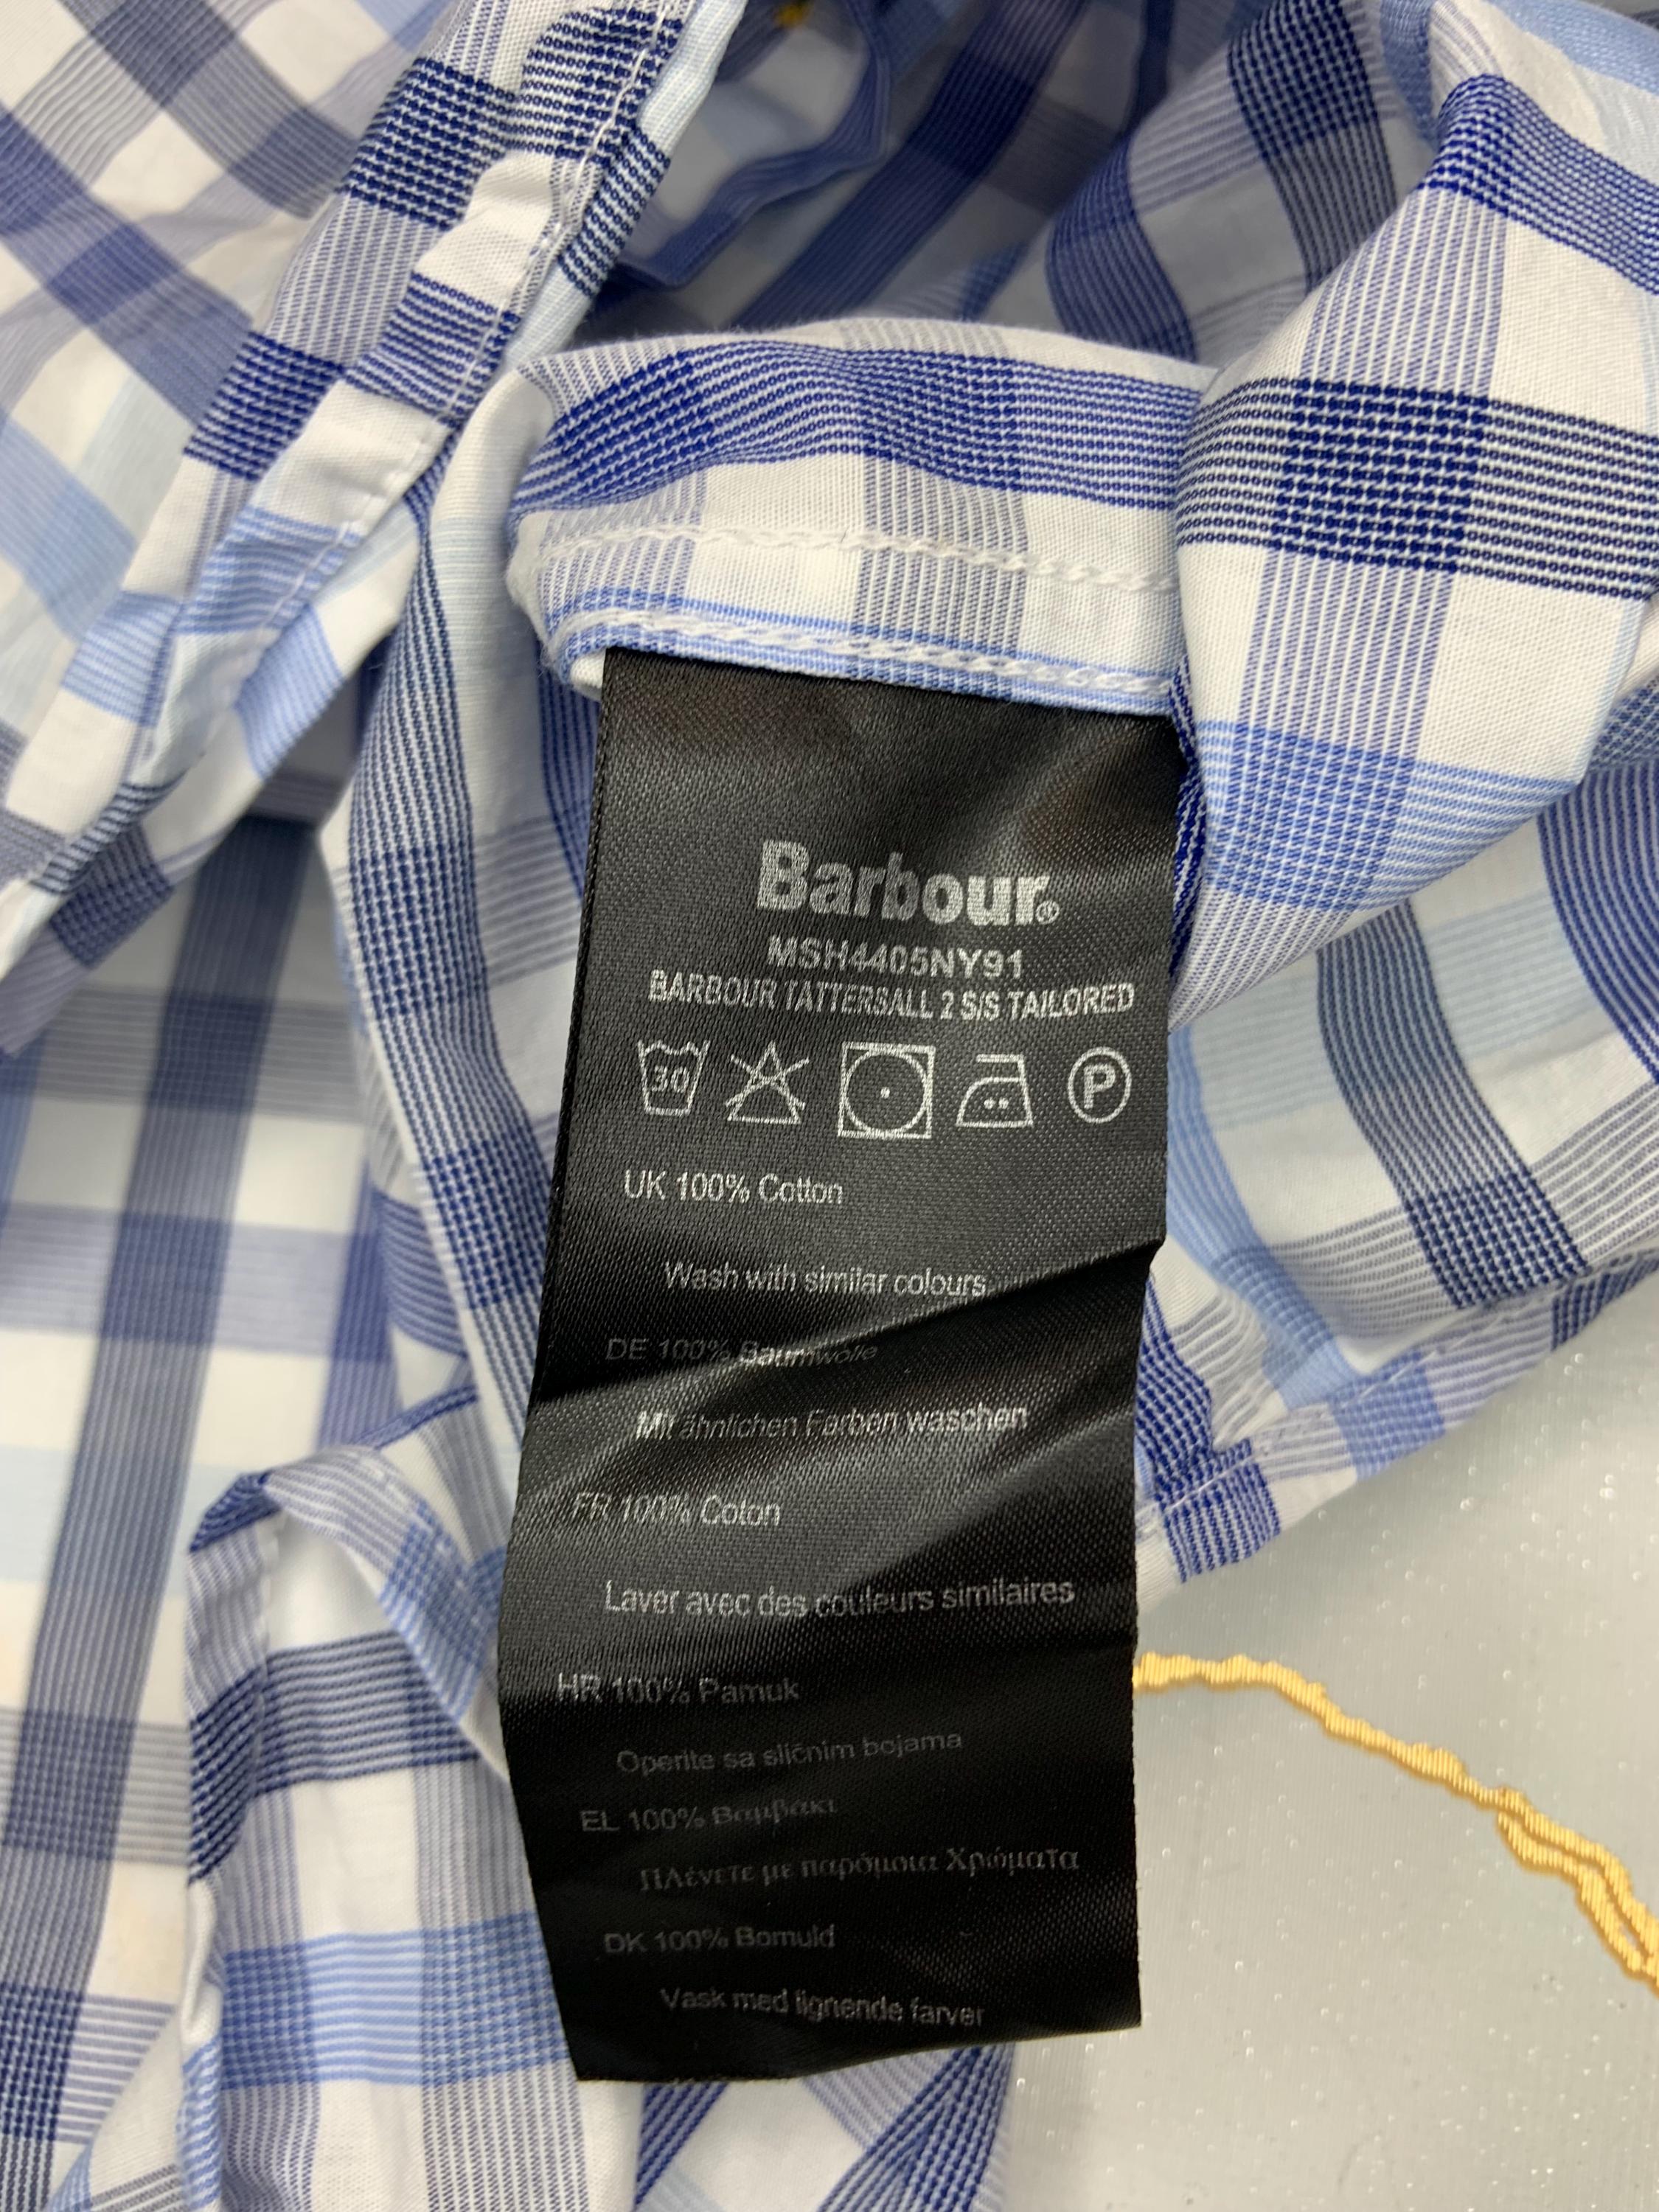 Barbour®
MSH4405NY91
BARBOUR TATTERSALL 2 S/S TAILORED
30
P
UK 100% Cotton
Wash with similar colours
DE 100% Baumwolle
Mit ähnlichen Farben waschen
FR 100% Coton
Laver avec des couleurs similaires
HR 100% Pamuk
Operite sa sličnim bojama
EL 100% Βαμβάκι
Πλένετε με παρόμοια Χρώματα
DK 100% Bomuld
Vask med lignende farver